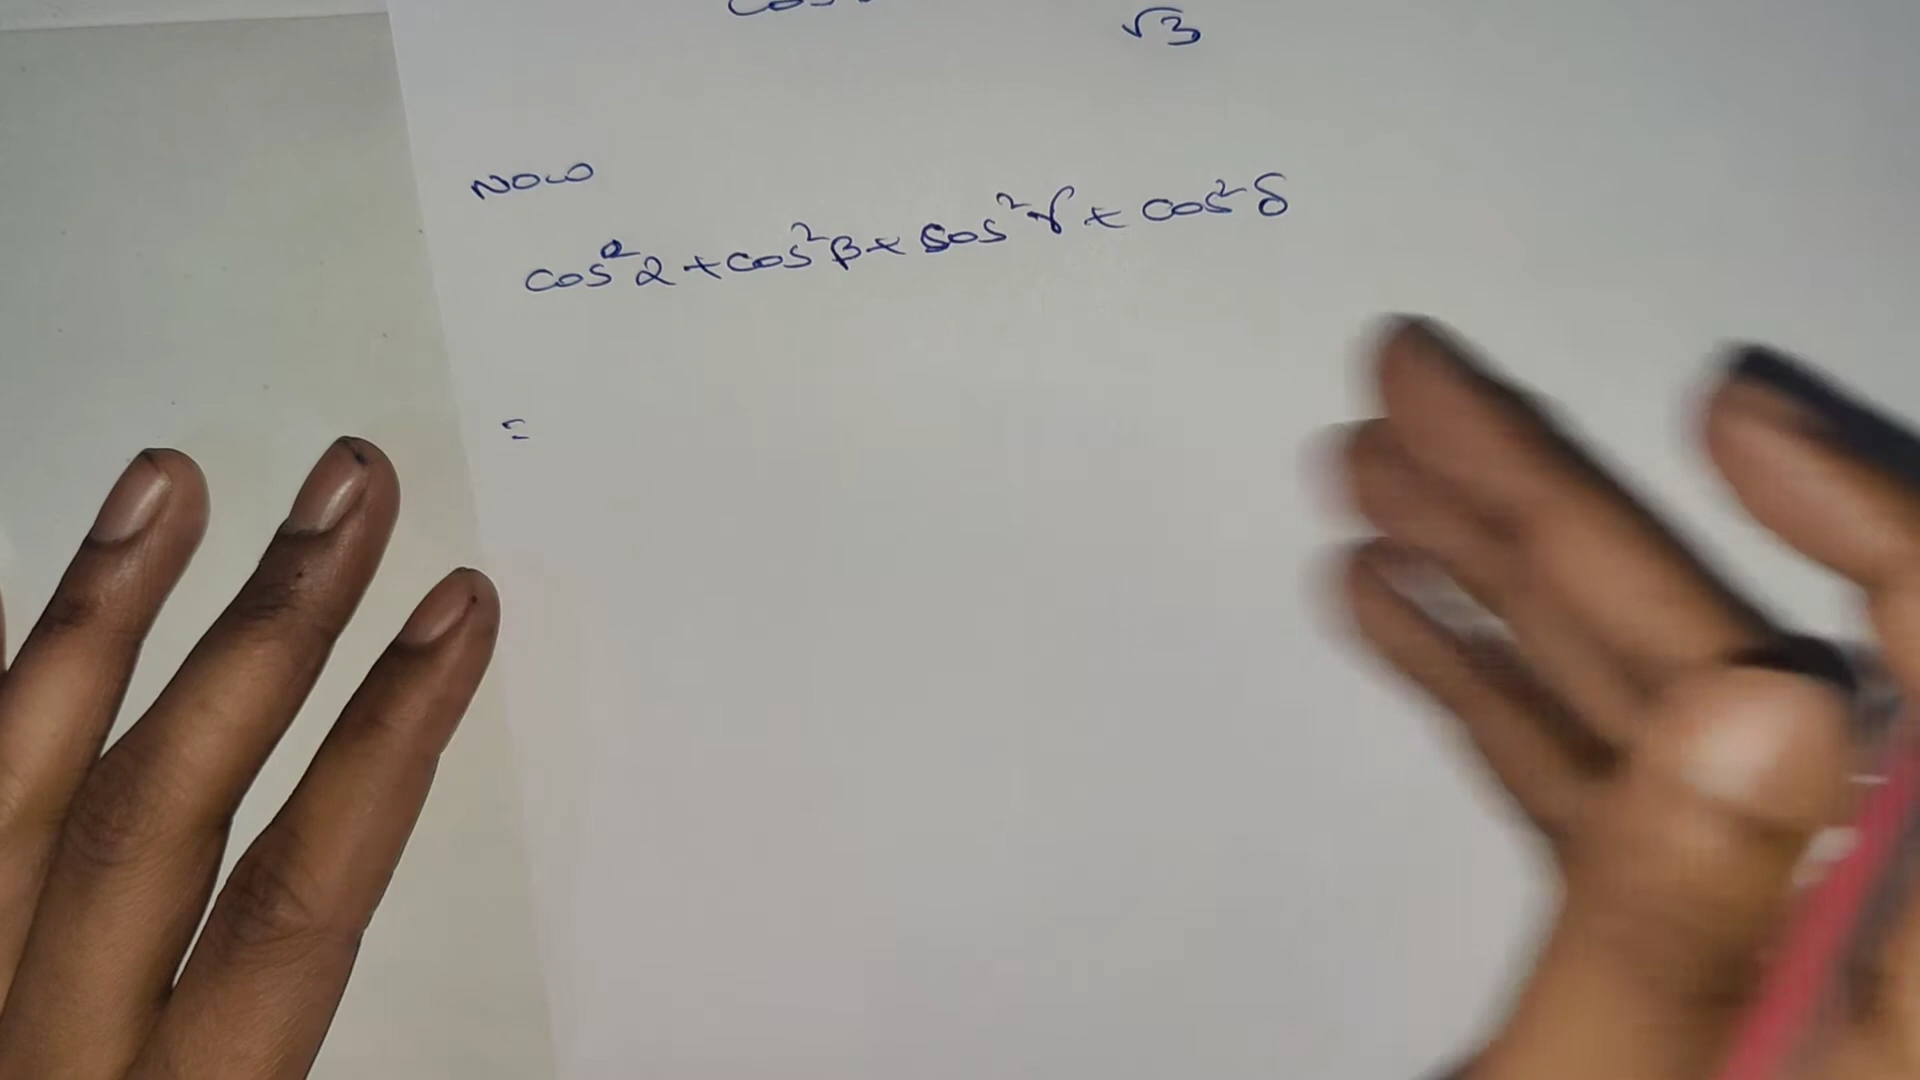 √3
Now
cos²α + cos²β + cos²γ + cos²δ
=